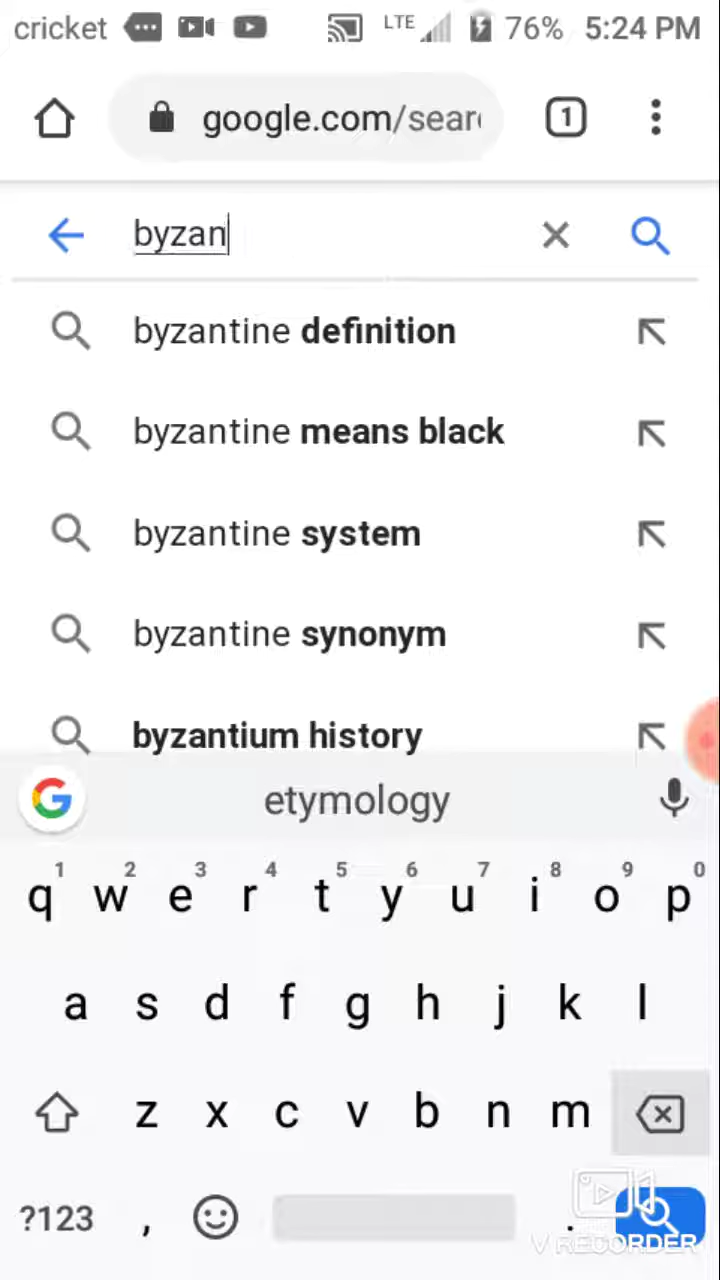 cricket LTE 76% 5:24 PM
1 google.com/sear
byzan
byzantine definition
byzantine means black
byzantine system
byzantine synonym
byzantium history
G etymology
1 2 3 4 5 6 7 8 9 0
q w e r t y u i o p
a s d f g h j k l
z x c v b n m
?123 , .
V RECORDER